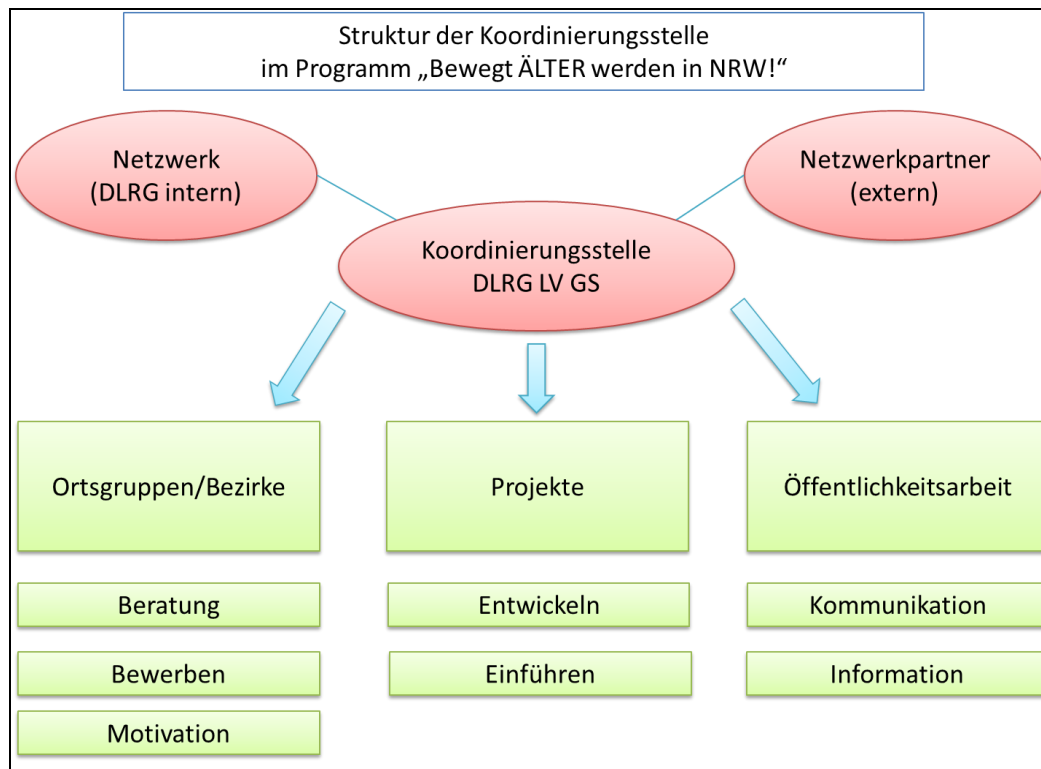 Struktur der Koordinierungsstelle
im Programm „Bewegt ÄLTER werden in NRW!“
Netzwerk
(DLRG intern)
Netzwerkpartner
(extern)
Koordinierungsstelle
DLRG LV GS
Ortsgruppen/Bezirke
Projekte
Öffentlichkeitsarbeit
Beratung
Entwickeln
Kommunikation
Bewerben
Einführen
Information
Motivation